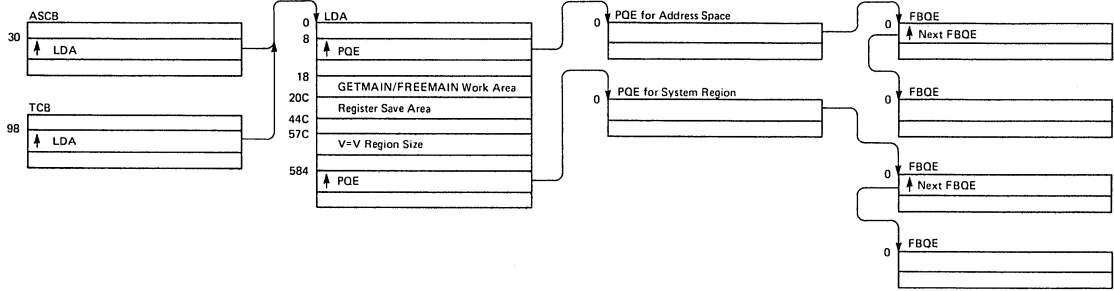 ASCB
30
↑ LDA
TCB
98
↑ LDA
LDA
0
8
↑ PQE
18
GETMAIN/FREEMAIN Work Area
20C
Register Save Area
44C
57C
V=V Region Size
584
↑ PQE
PQE for Address Space
0
PQE for System Region
0
FBQE
0
↑ Next FBQE
FBQE
0
FBQE
0
↑ Next FBQE
FBQE
0